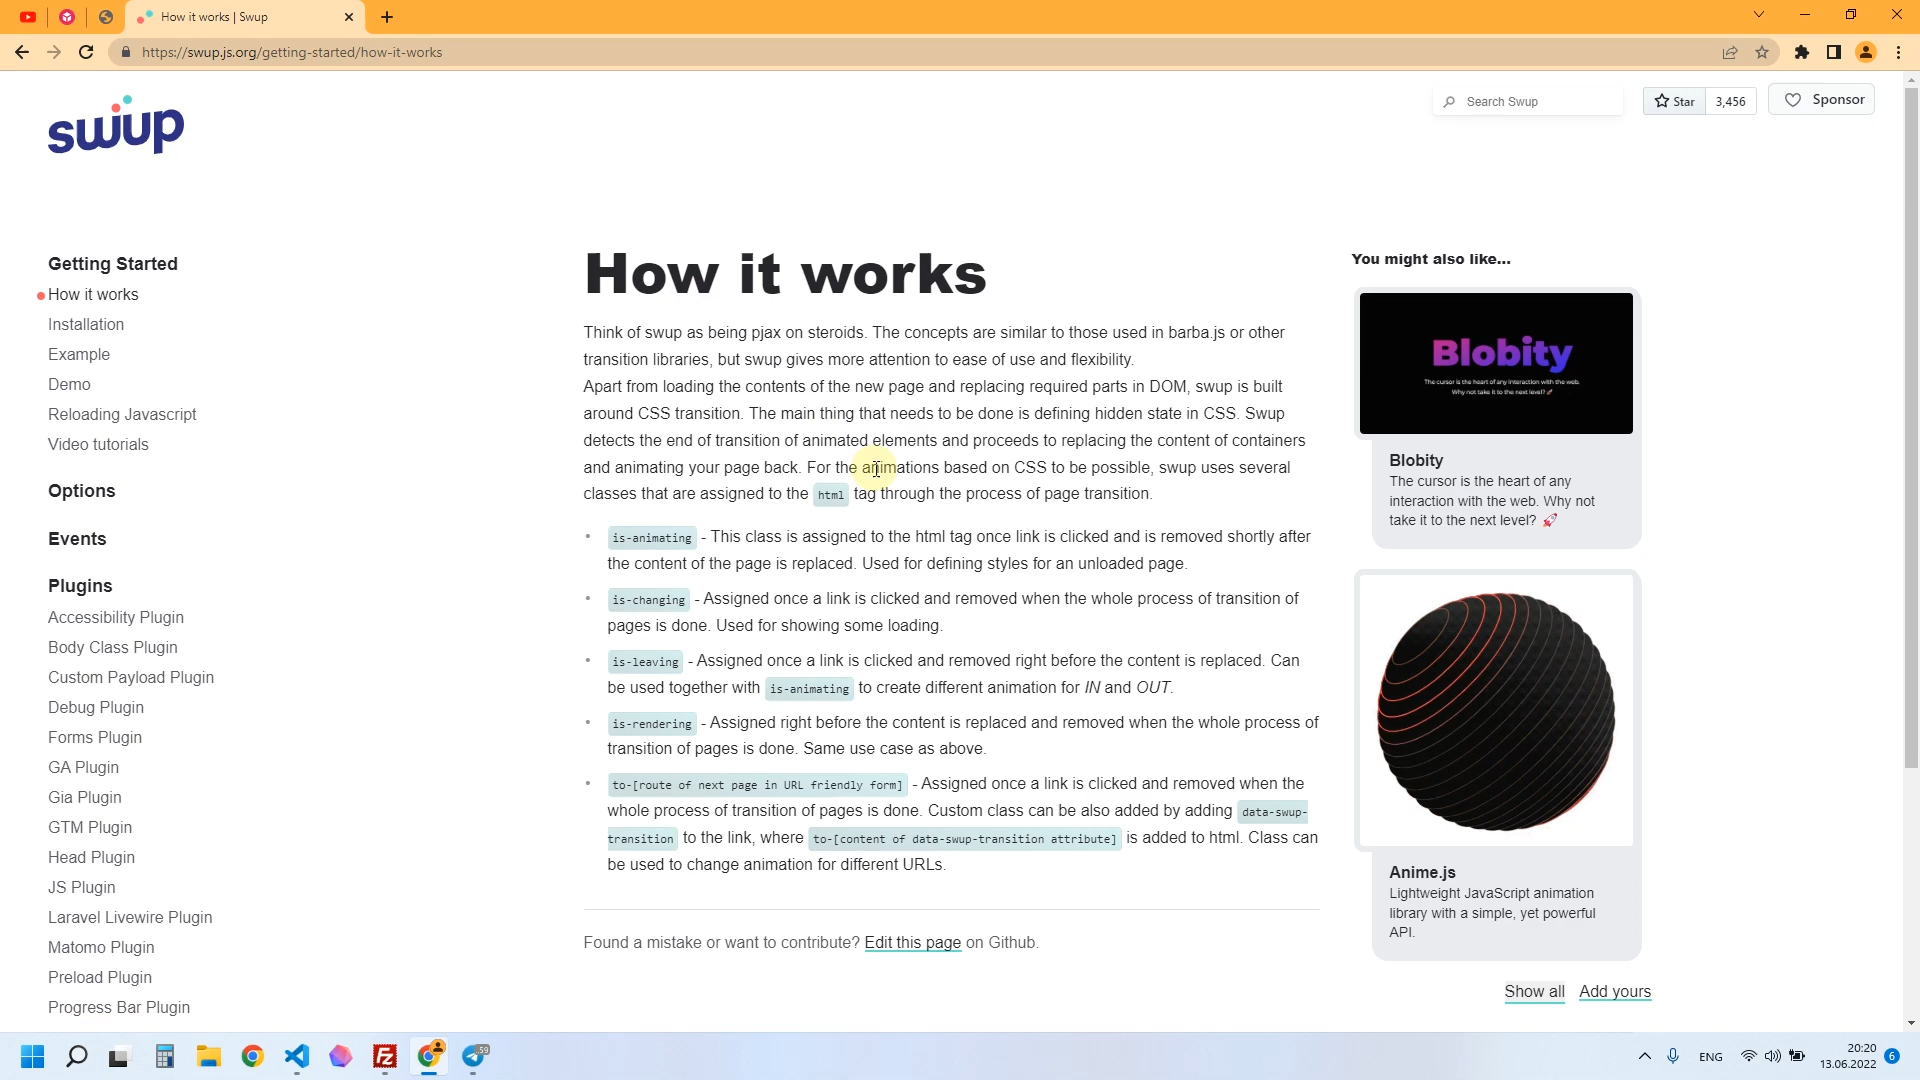 How it works | Swup
https://swup.js.org/getting-started/how-it-works
swup
Search Swup
Star
3,456
Sponsor
Getting Started
How it works
Installation
Example
Demo
Reloading Javascript
Video tutorials
Options
Events
Plugins
Accessibility Plugin
Body Class Plugin
Custom Payload Plugin
Debug Plugin
Forms Plugin
GA Plugin
Gia Plugin
GTM Plugin
Head Plugin
JS Plugin
Laravel Livewire Plugin
Matomo Plugin
Preload Plugin
Progress Bar Plugin
How it works
Think of swup as being pjax on steroids. The concepts are similar to those used in barba.js or other
transition libraries, but swup gives more attention to ease of use and flexibility.
Apart from loading the contents of the new page and replacing required parts in DOM, swup is built
around CSS transition. The main thing that needs to be done is defining hidden state in CSS. Swup
detects the end of transition of animated elements and proceeds to replacing the content of containers
and animating your page back. For the animations based on CSS to be possible, swup uses several
classes that are assigned to the html tag through the process of page transition.
• is-animating - This class is assigned to the html tag once link is clicked and is removed shortly after
the content of the page is replaced. Used for defining styles for an unloaded page.
• is-changing - Assigned once a link is clicked and removed when the whole process of transition of
pages is done. Used for showing some loading.
• is-leaving - Assigned once a link is clicked and removed right before the content is replaced. Can
be used together with is-animating to create different animation for IN and OUT.
• is-rendering - Assigned right before the content is replaced and removed when the whole process of
transition of pages is done. Same use case as above.
• to-[route of next page in URL friendly form] - Assigned once a link is clicked and removed when the
whole process of transition of pages is done. Custom class can be also added by adding data-swup-
transition to the link, where to-[content of data-swup-transition attribute] is added to html. Class can
be used to change animation for different URLs.
Found a mistake or want to contribute? Edit this page on Github.
You might also like...
Blobity
The cursor is the heart of any interaction with the web.
Why not take it to the next level?
Blobity
The cursor is the heart of any
interaction with the web. Why not
take it to the next level? 🚀
Anime.js
Lightweight JavaScript animation
library with a simple, yet powerful
API.
Show all
Add yours
59
ENG
20:20
13.06.2022
6